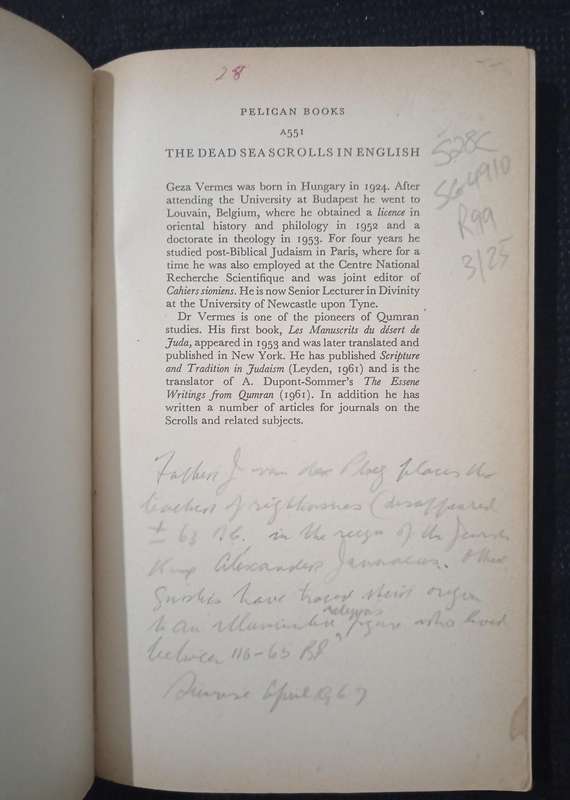 28
PELICAN BOOKS
A551
THE DEAD SEA SCROLLS IN ENGLISH
Geza Vermes was born in Hungary in 1924. After
attending the University at Budapest he went to
Louvain, Belgium, where he obtained a licence in
oriental history and philology in 1952 and a
doctorate in theology in 1953. For four years he
studied post-Biblical Judaism in Paris, where for a
time he was also employed at the Centre National
Recherche Scientifique and was joint editor of
Cahiers sioniens. He is now Senior Lecturer in Divinity
at the University of Newcastle upon Tyne.
Dr Vermes is one of the pioneers of Qumran
studies. His first book, Les Manuscrits du désert de
Juda, appeared in 1953 and was later translated and
published in New York. He has published Scripture
and Tradition in Judaism (Leyden, 1961) and is the
translator of A. Dupont-Sommer's The Essene
Writings from Qumran (1961). In addition he has
written a number of articles for journals on the
Scrolls and related subjects.
528C
SG4910
R99
3/25
Father J van der Ploeg places the
teacher of righteousness (disappeared
± 63 B.C. in the reign of the Jewish
King Alexander Jannaeus. Other
Gnostics have traced their origin
to an illuminative religious figure who lived
between 110-63 BC
April 1967